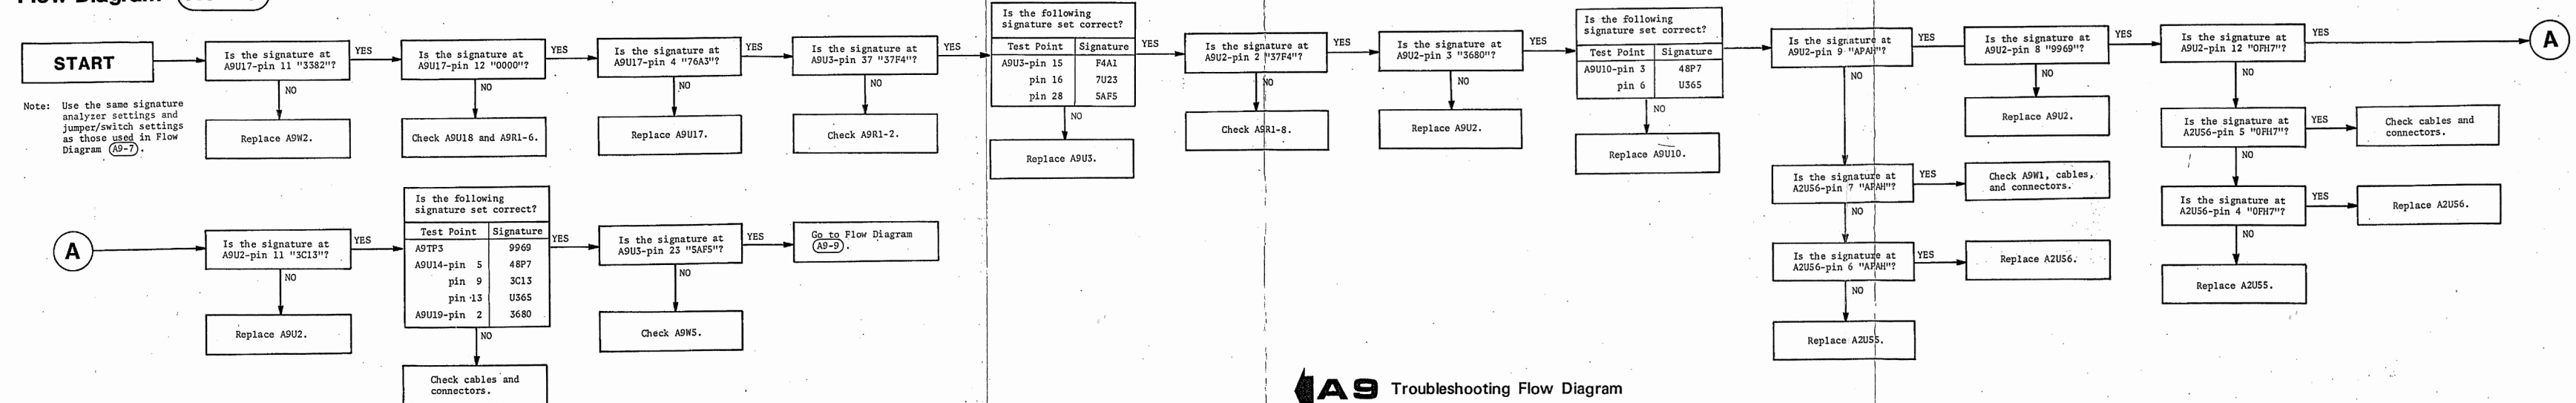 START
Note: Use the same signature
analyzer settings and
jumper/switch settings
as those used in Flow
Diagram A9-7.
Is the signature at
A9U17-pin 11 "3382"?
YES
NO
Replace A9W2.
Is the signature at
A9U17-pin 12 "0000"?
YES
NO
Check A9U18 and A9R1-6.
Is the signature at
A9U17-pin 4 "76A3"?
YES
NO
Replace A9U17.
Is the signature at
A9U3-pin 37 "37F4"?
YES
NO
Check A9R1-2.
Is the following
signature set correct?
Test Point Signature
A9U3-pin 15 F4A1
pin 16 7U23
pin 28 5AF5
YES
NO
Replace A9U3.
Is the signature at
A9U2-pin 2 "37F4"?
YES
NO
Check A9R1-8.
Is the signature at
A9U2-pin 3 "3680"?
YES
NO
Replace A9U2.
Is the following
signature set correct?
Test Point Signature
A9U10-pin 3 48P7
pin 6 U365
NO
Replace A9U10.
Is the signature at
A9U2-pin 9 "APAH"?
YES
NO
Is the signature at
A2U56-pin 7 "APAH"?
YES
Check A9W1, cables,
and connectors.
NO
Is the signature at
A2U56-pin 6 "APAH"?
YES
Replace A2U56.
NO
Replace A2U55.
Is the signature at
A9U2-pin 8 "9969"?
YES
NO
Replace A9U2.
Is the signature at
A9U2-pin 12 "0FH7"?
YES
NO
Is the signature at
A2U56-pin 5 "0FH7"?
YES
Check cables and
connectors.
NO
Is the signature at
A2U56-pin 4 "0FH7"?
YES
Replace A2U56.
NO
Replace A2U55.
A
A
Is the signature at
A9U2-pin 11 "3C13"?
YES
NO
Replace A9U2.
Is the following
signature set correct?
Test Point Signature
A9TP3 9969
A9U14-pin 5 48P7
pin 9 3C13
pin 13 U365
A9U19-pin 2 3680
YES
NO
Check cables and
connectors.
Is the signature at
A9U3-pin 23 "5AF5"?
YES
NO
Check A9W5.
Go to Flow Diagram
A9-9.
A9 Troubleshooting Flow Diagram